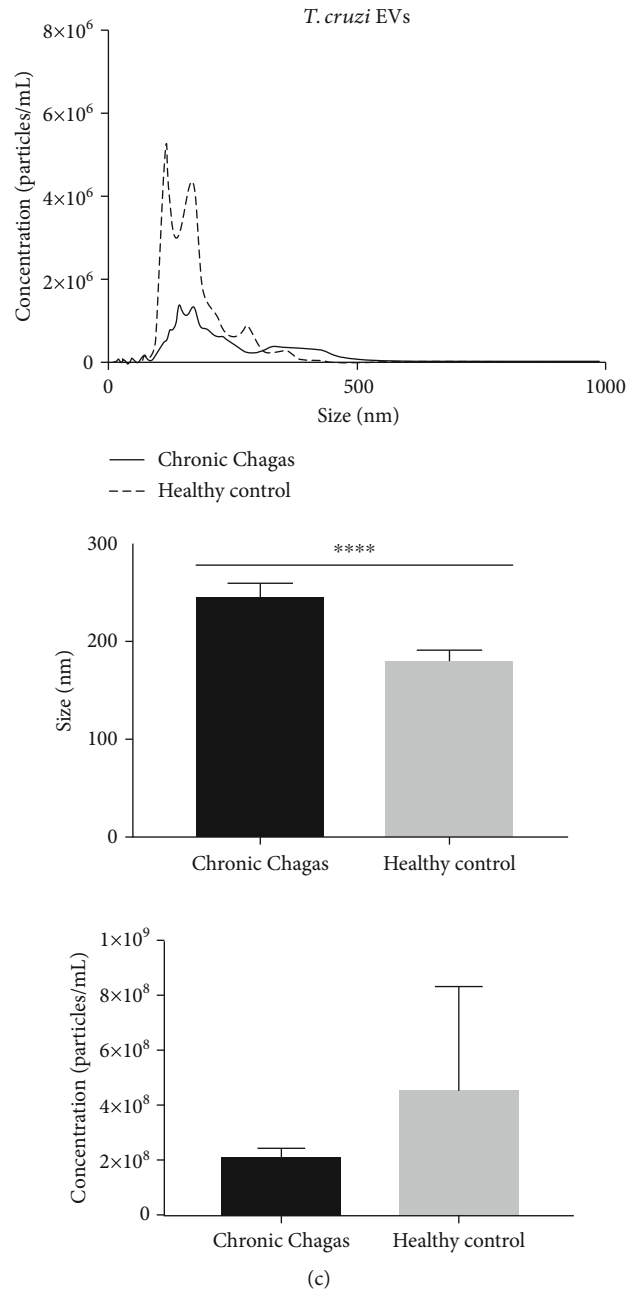 T. cruzi EVs
8×10⁶
6×10⁶
4×10⁶
2×10⁶
0
Concentration (particles/mL)
0
500
1000
Size (nm)
Chronic Chagas
Healthy control
****
300
200
100
0
Size (nm)
Chronic Chagas
Healthy control
1×10⁹
8×10⁸
6×10⁸
4×10⁸
2×10⁸
0
Concentration (particles/mL)
Chronic Chagas
Healthy control
(c)